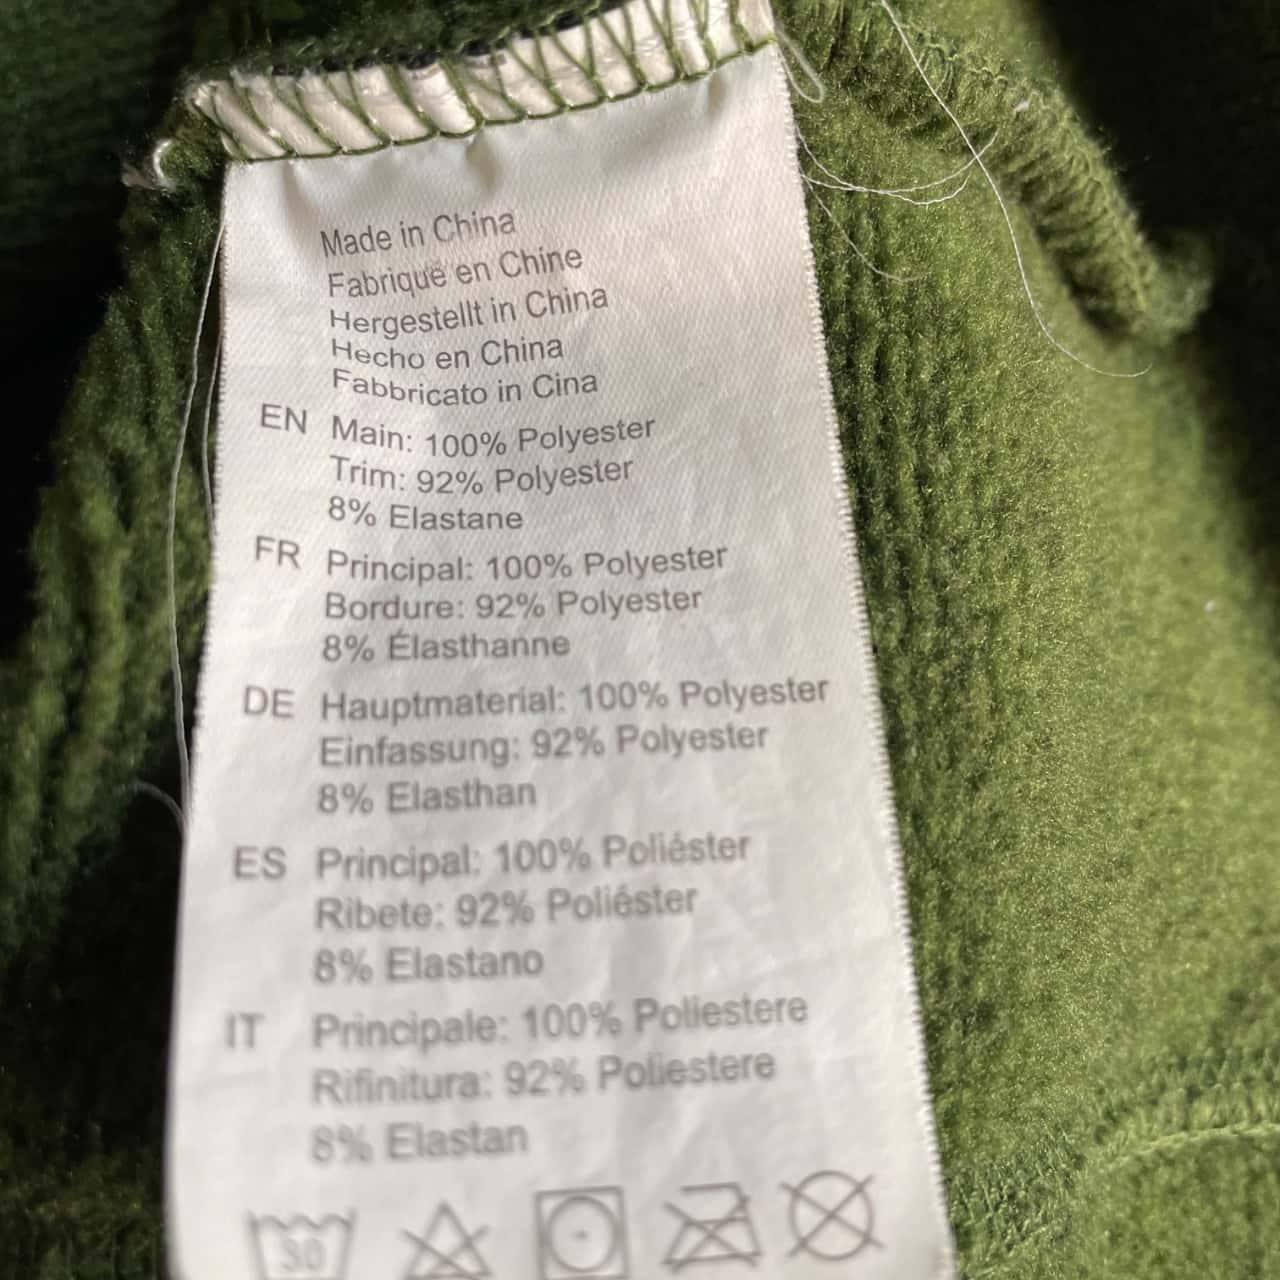 Made in China
Fabriqué en Chine
Hergestellt in China
Hecho en China
Fabbricato in Cina
EN Main: 100% Polyester
Trim: 92% Polyester
8% Elastane
FR Principal: 100% Polyester
Bordure: 92% Polyester
8% Élasthanne
DE Hauptmaterial: 100% Polyester
Einfassung: 92% Polyester
8% Elasthan
ES Principal: 100% Poliéster
Ribete: 92% Poliéster
8% Elastano
IT Principale: 100% Poliestere
Rifinitura: 92% Poliestere
8% Elastan
30